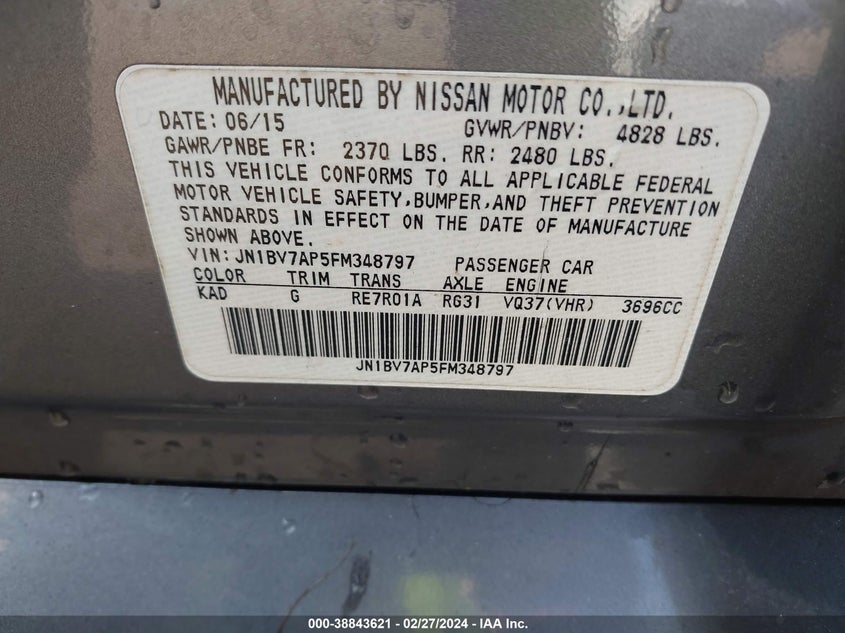 MANUFACTURED BY NISSAN MOTOR CO.,LTD.
DATE: 06/15 GVWR/PNBV: 4828 LBS.
GAWR/PNBE FR: 2370 LBS. RR: 2480 LBS.
THIS VEHICLE CONFORMS TO ALL APPLICABLE FEDERAL
MOTOR VEHICLE SAFETY,BUMPER,AND THEFT PREVENTION
STANDARDS IN EFFECT ON THE DATE OF MANUFACTURE
SHOWN ABOVE.
VIN: JN1BV7AP5FM348797 PASSENGER CAR
COLOR TRIM TRANS AXLE ENGINE
KAD G RE7R01A RG31 VQ37(VHR) 3696CC
JN1BV7AP5FM348797
000-38843621 - 02/27/2024 - IAA Inc.